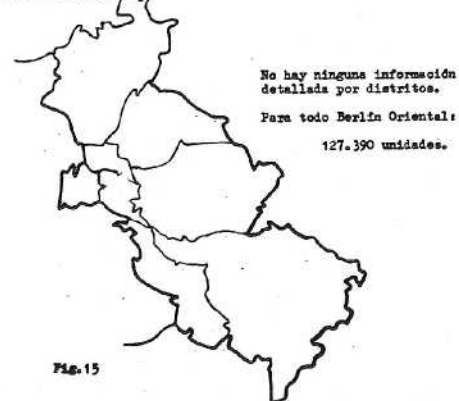 No hay ninguna información
detallada por distritos.
Para todo Berlín Oriental:
127.390 unidades.
Fig.15